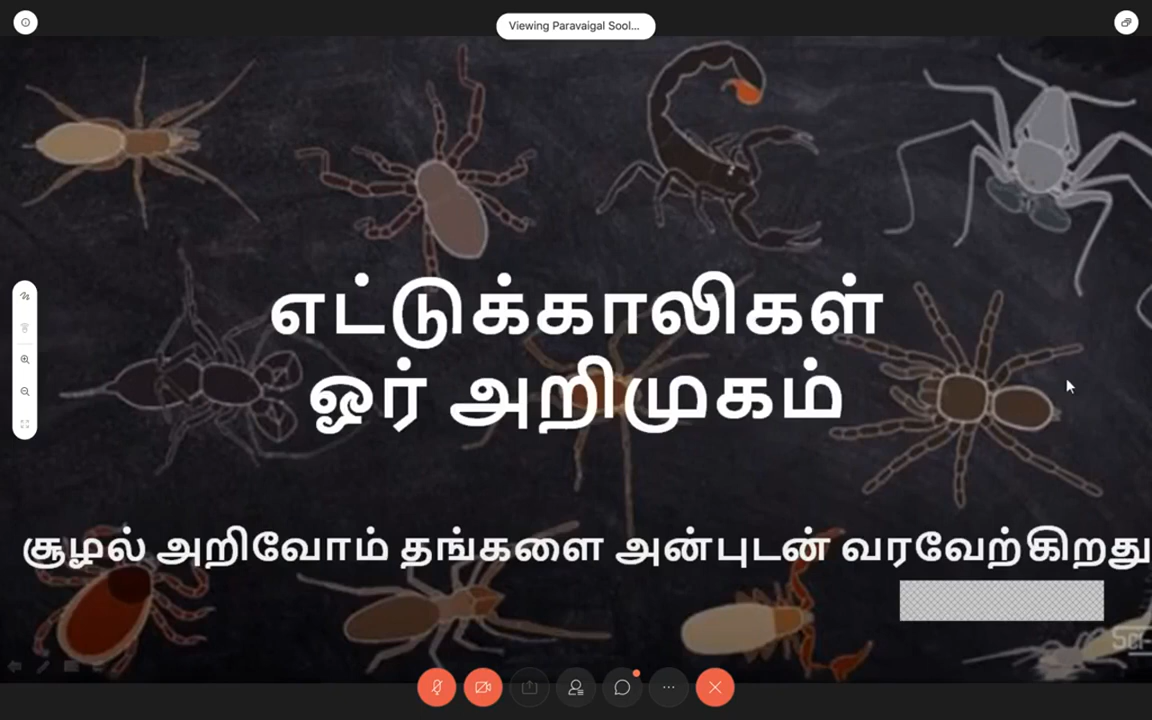 Viewing Paravaigal Sool...
எட்டுக்காலிகள்
ஓர் அறிமுகம்
சூழல் அறிவோம் தங்களை அன்புடன் வரவேற்கிறது